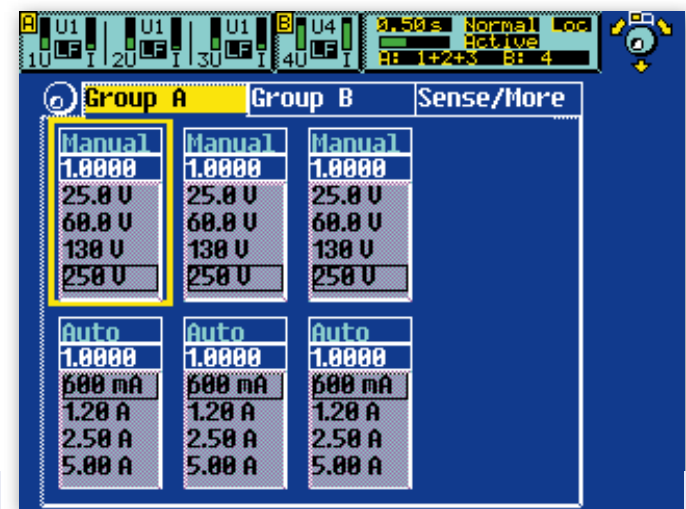 A U1 U1 U1 B U4 0.50s Normal Loc
LF LF LF LF Active
1U I 2U I 3U I 4U I A: 1+2+3 B: 4
Group A Group B Sense/More
Manual Manual Manual
1.0000 1.0000 1.0000
25.0 V 25.0 V 25.0 V
60.0 V 60.0 V 60.0 V
130 V 130 V 130 V
250 V 250 V 250 V
Auto Auto Auto
1.0000 1.0000 1.0000
600 mA 600 mA 600 mA
1.20 A 1.20 A 1.20 A
2.50 A 2.50 A 2.50 A
5.00 A 5.00 A 5.00 A